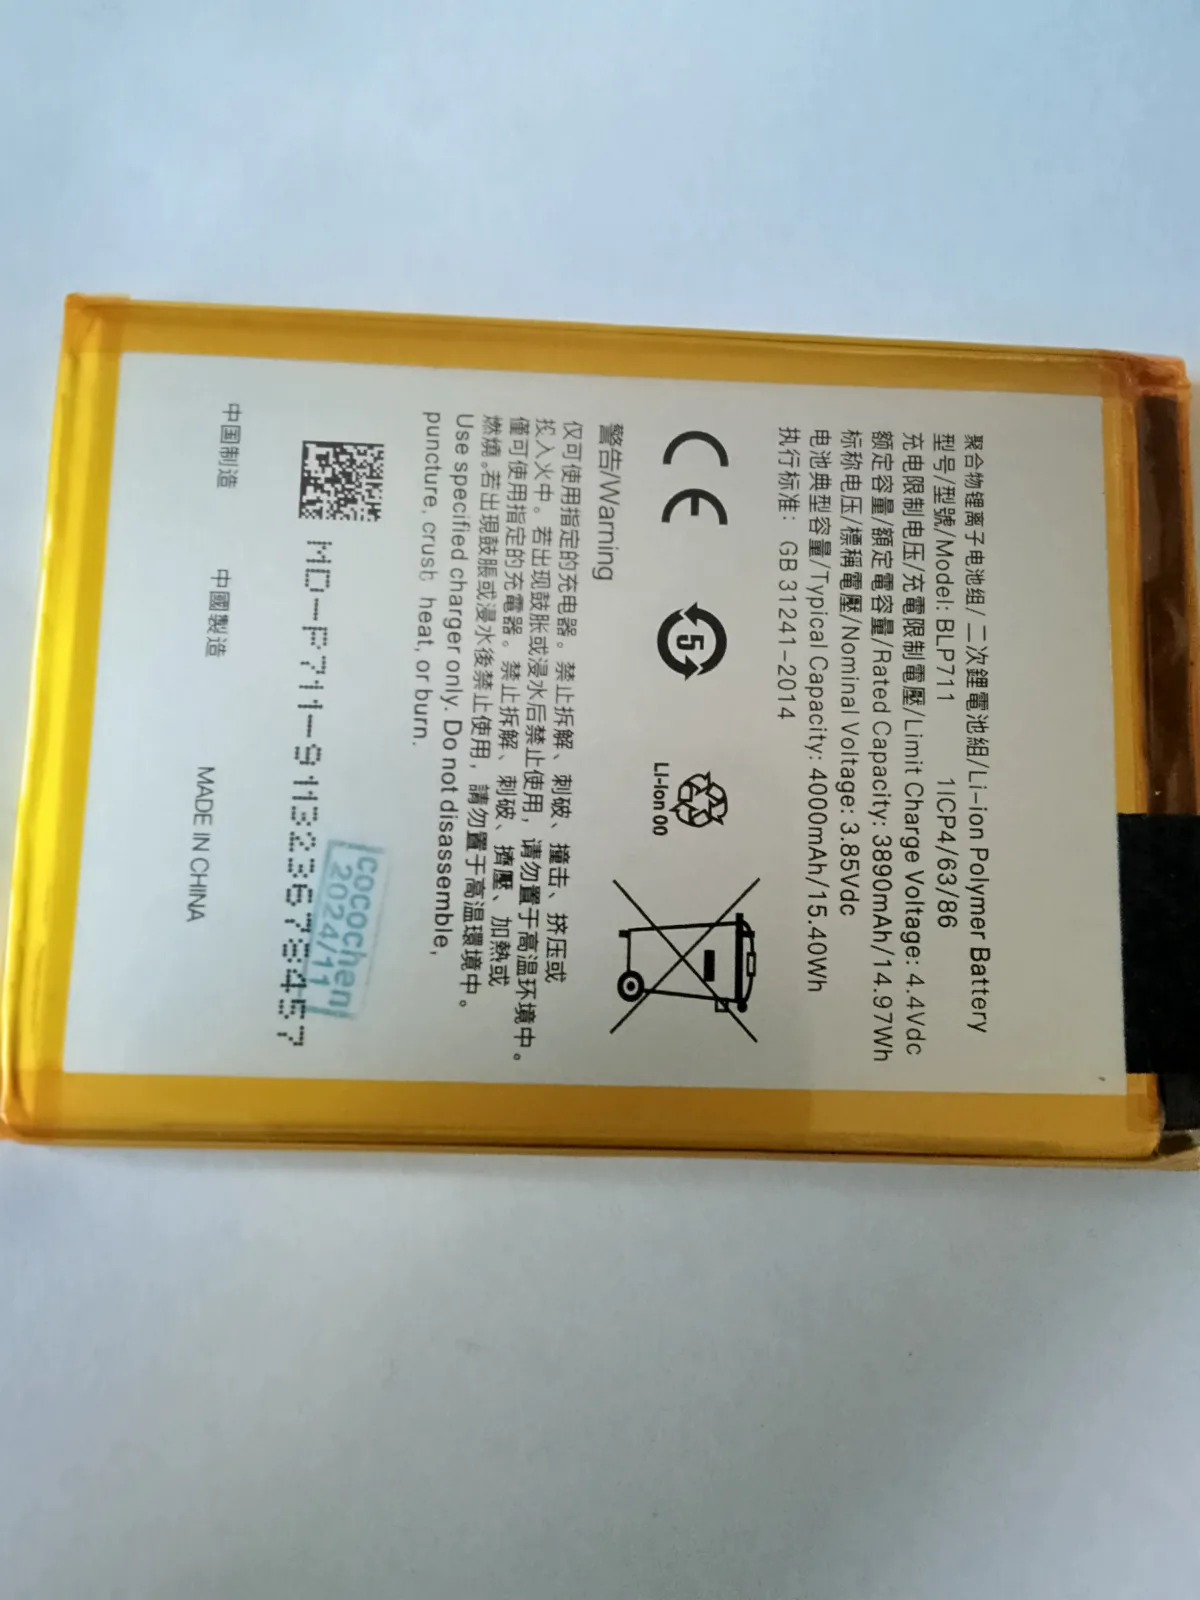 聚合物锂离子电池组/二次鋰電池組/Li-ion Polymer Battery
型号/型號/Model: BLP711 1ICP4/63/86
充电限制电压/充電限制電壓/Limit Charge Voltage: 4.4Vdc
额定容量/額定電容量/Rated Capacity: 3890mAh/14.97Wh
标称电压/標稱電壓/Nominal Voltage: 3.85Vdc
电池典型容量/Typical Capacity: 4000mAh/15.40Wh
执行标准: GB 31241-2014
CE 5
LI-Ion 00
警告/Warning
仅可使用指定的充电器。禁止拆解、刺破、撞击、挤压或
投入火中。若出现鼓胀或浸水后禁止使用，请勿置于高温环境中。
僅可使用指定的充電器。禁止拆解、刺破、擠壓、加熱或
燃燒。若出現鼓脹或浸水後禁止使用，請勿置于高温環境中。
Use specified charger only. Do not disassemble,
puncture, crush, heat, or burn.
cocochen
2024/11
MD-P711-911323678457
中国制造 中國製造 MADE IN CHINA